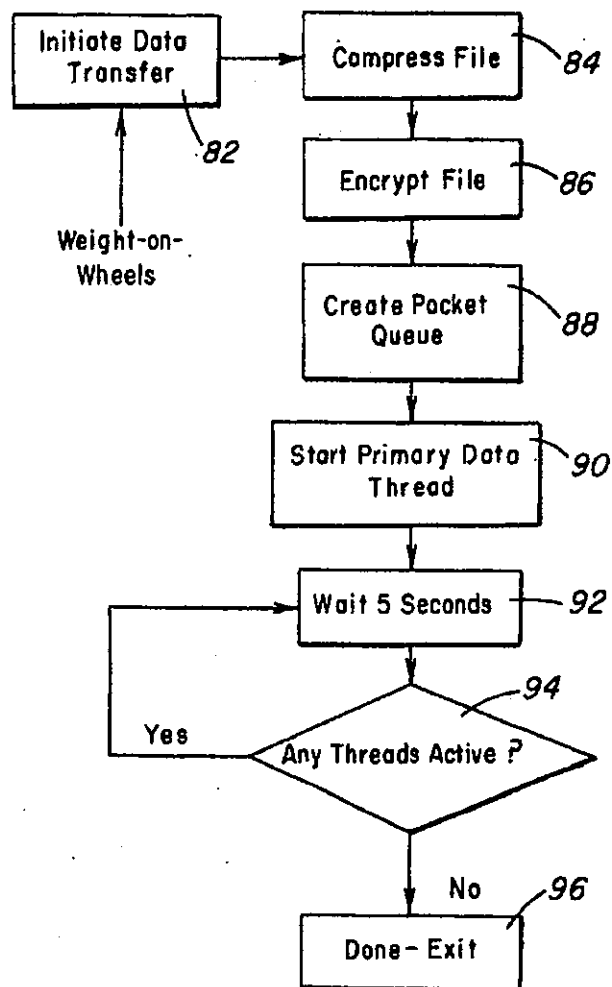 Initiate Data
Transfer
82
Weight-on-
Wheels
Compress File
84
Encrypt File
86
Create Packet
Queue
88
Start Primary Data
Thread
90
Wait 5 Seconds
92
94
Any Threads Active ?
Yes
No
96
Done-Exit